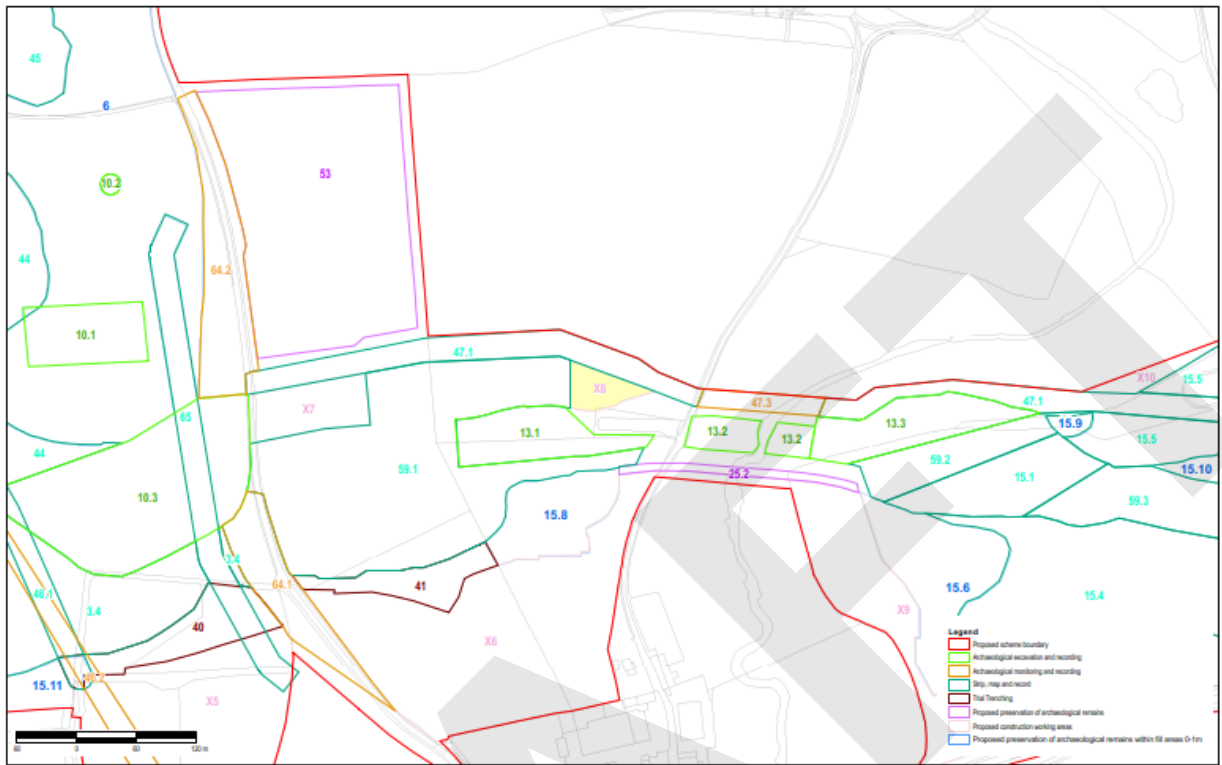 45
6
53
10.2
44
64.2
10.1
47.1
X8
X10
15.5
X7
47.3
47.1
65
13.1
13.2
13.2
13.3
15.9
44
15.5
59.1
25.2
59.2
15.10
10.3
15.1
59.3
15.8
3.4
64.1
41
15.6
46.1
3.4
15.4
40
X6
X9
15.11
X5
Legend
Proposed scheme boundary
Archaeological excavation and recording
Archaeological monitoring and recording
Strip, map and record
Trial Trenching
Proposed preservation of archaeological remains
Proposed construction working areas
Proposed preservation of archaeological remains within fill areas 0-1m
60 0 60 120 m